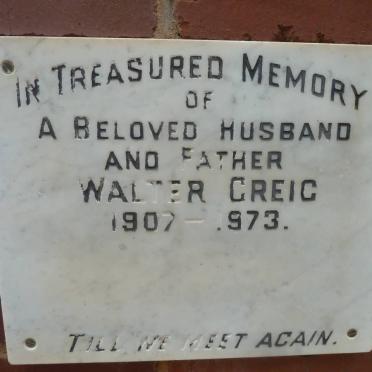 IN TREASURED MEMORY
OF
A BELOVED HUSBAND
AND FATHER
WALTER GREIG
1907 – 1973.
TILL WE MEET AGAIN.